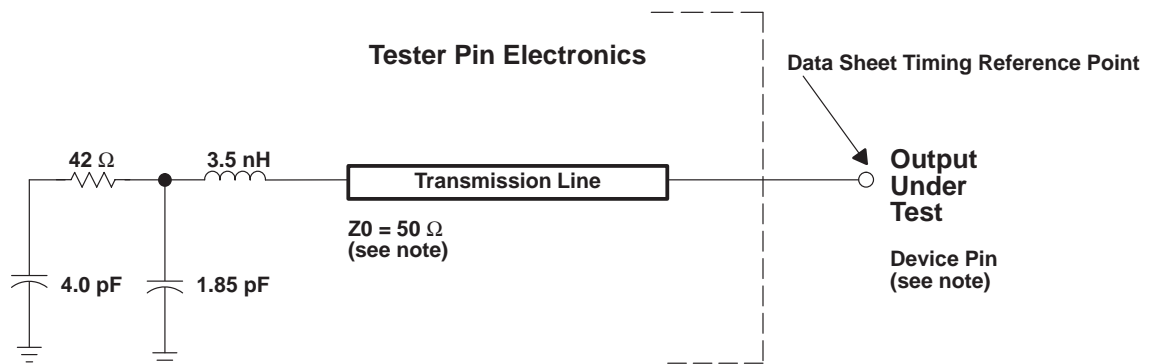 Tester Pin Electronics
Data Sheet Timing Reference Point
42 Ω
3.5 nH
Transmission Line
Output
Under
Test
Z0 = 50 Ω
(see note)
Device Pin
(see note)
4.0 pF
1.85 pF